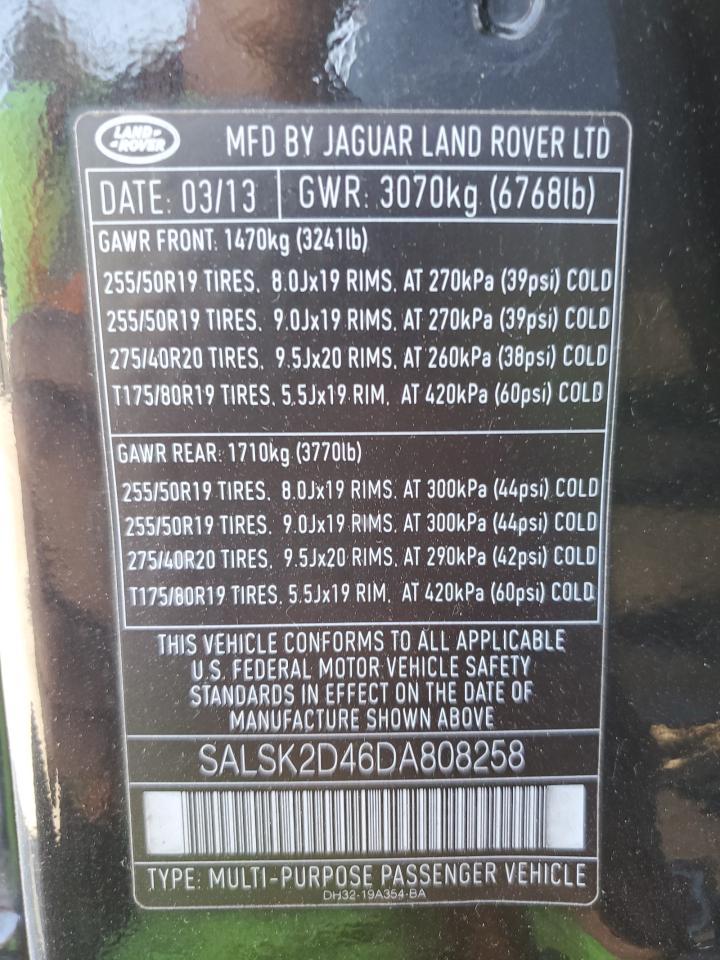 LAND-
-ROVER
MFD BY JAGUAR LAND ROVER LTD
DATE: 03/13 GWR: 3070kg (6768lb)
GAWR FRONT: 1470kg (3241lb)
255/50R19 TIRES, 8.0Jx19 RIMS, AT 270kPa (39psi) COLD
255/50R19 TIRES, 9.0Jx19 RIMS, AT 270kPa (39psi) COLD
275/40R20 TIRES, 9.5Jx20 RIMS, AT 260kPa (38psi) COLD
T175/80R19 TIRES, 5.5Jx19 RIM, AT 420kPa (60psi) COLD
GAWR REAR: 1710kg (3770lb)
255/50R19 TIRES, 8.0Jx19 RIMS, AT 300kPa (44psi) COLD
255/50R19 TIRES, 9.0Jx19 RIMS, AT 300kPa (44psi) COLD
275/40R20 TIRES, 9.5Jx20 RIMS, AT 290kPa (42psi) COLD
T175/80R19 TIRES, 5.5Jx19 RIM, AT 420kPa (60psi) COLD
THIS VEHICLE CONFORMS TO ALL APPLICABLE
U.S. FEDERAL MOTOR VEHICLE SAFETY
STANDARDS IN EFFECT ON THE DATE OF
MANUFACTURE SHOWN ABOVE
SALSK2D46DA808258
TYPE: MULTI-PURPOSE PASSENGER VEHICLE
DH32-19A354-BA